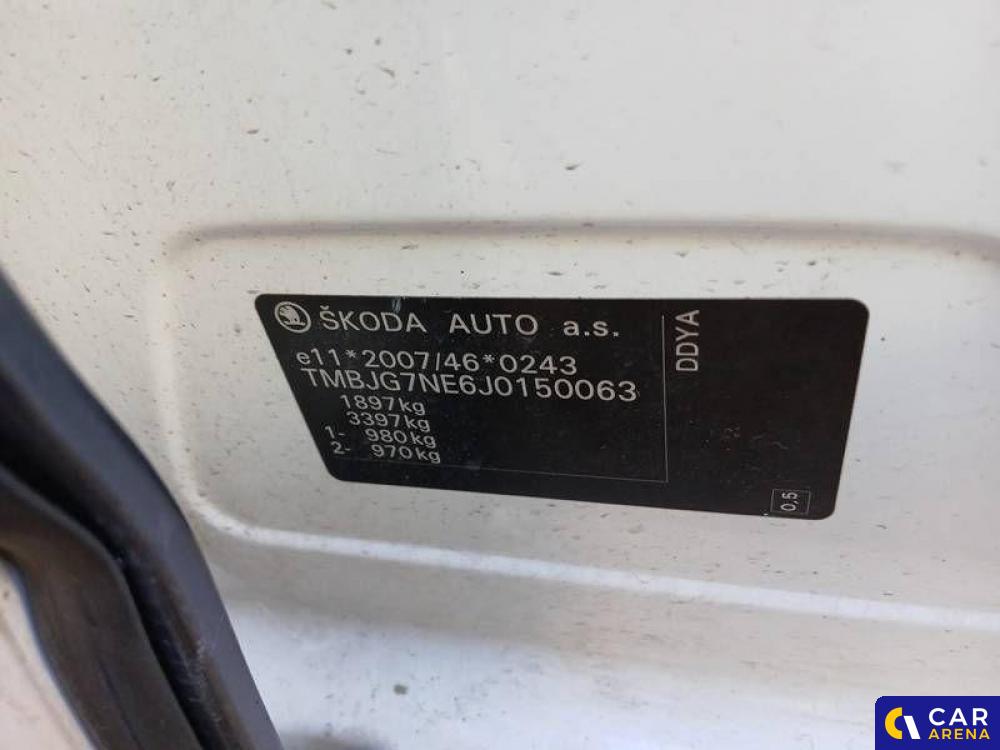 ŠKODA AUTO a.s.
e11*2007/46*0243
TMBJG7NE6J0150063
1897kg
3397kg
1- 980kg
2- 970kg
DDYA
0,5
CAR
ARENA